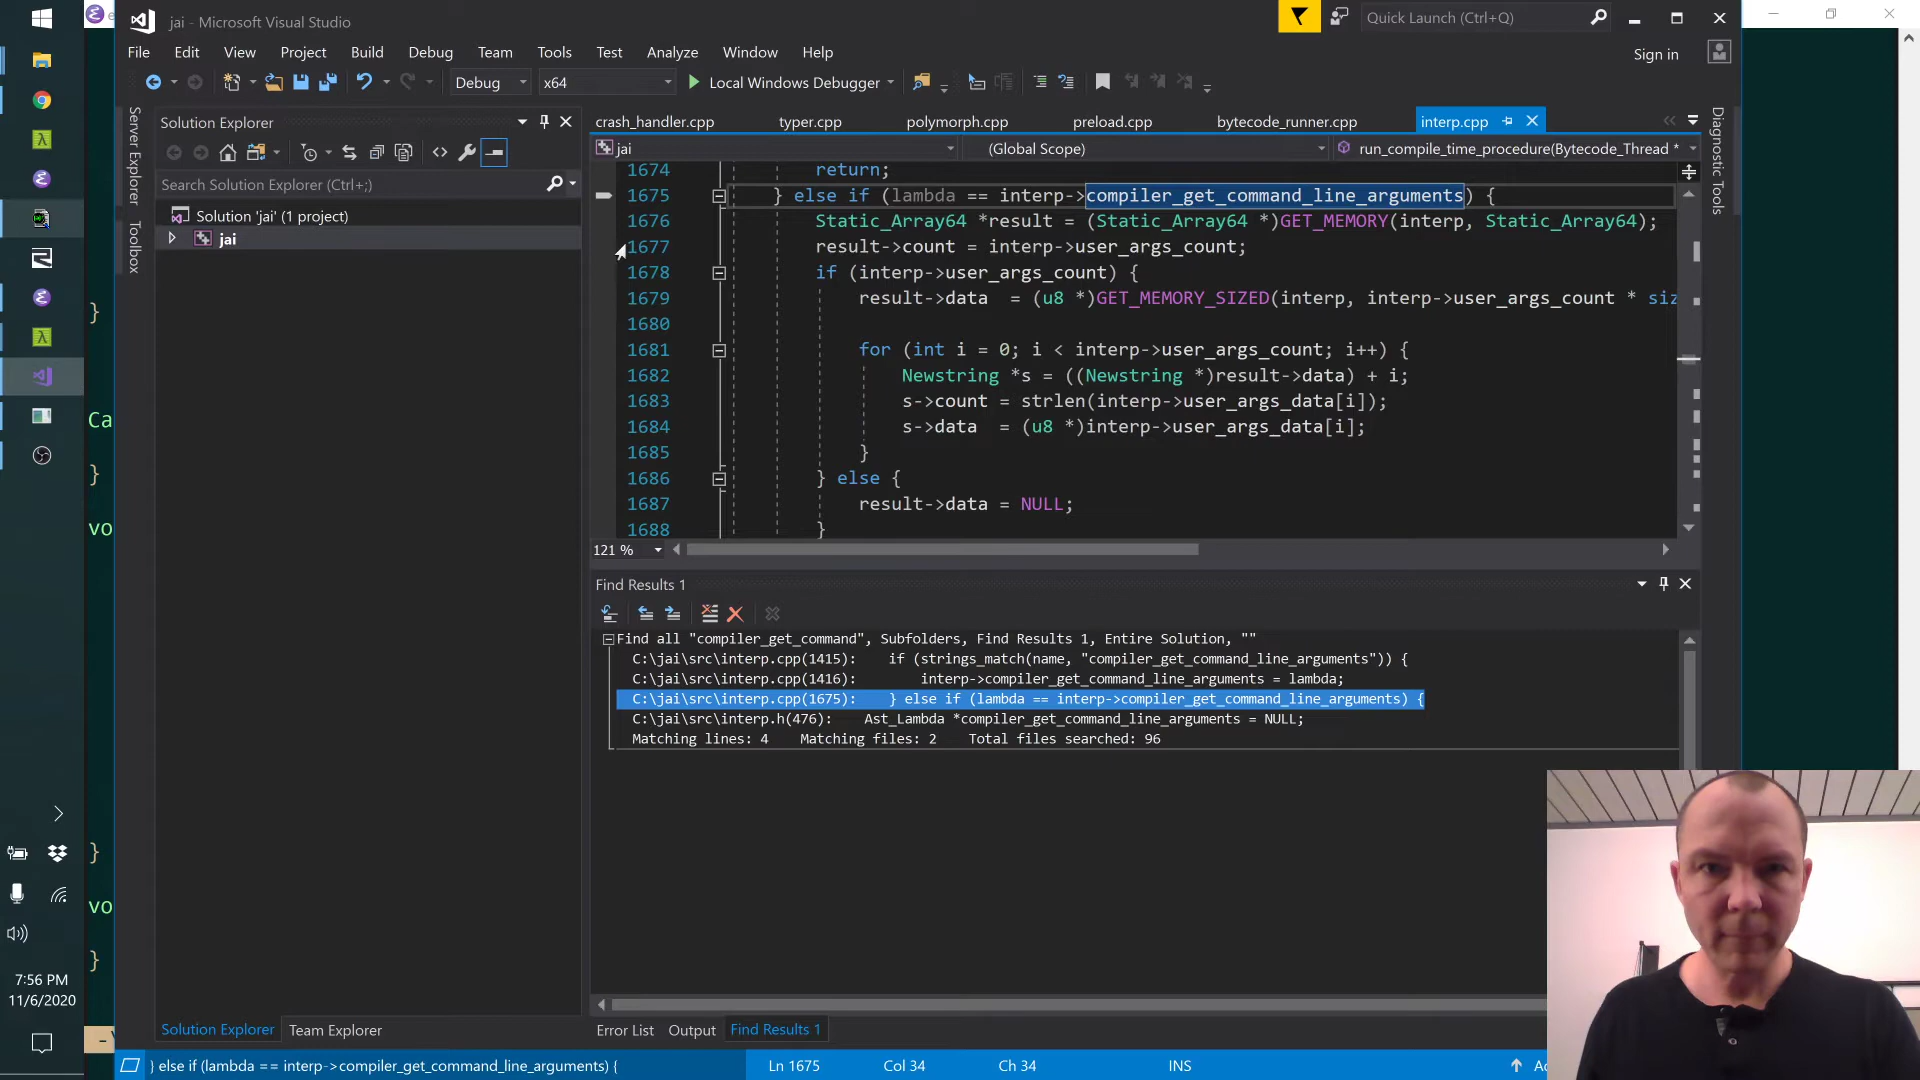 jai - Microsoft Visual Studio
Quick Launch (Ctrl+Q)
File Edit View Project Build Debug Team Tools Test Analyze Window Help
Sign in
Debug x64 Local Windows Debugger
Server Explorer
Toolbox
Solution Explorer
Search Solution Explorer (Ctrl+;)
Solution 'jai' (1 project)
jai
crash_handler.cpp typer.cpp polymorph.cpp preload.cpp bytecode_runner.cpp interp.cpp
jai (Global Scope) run_compile_time_procedure(Bytecode_Thread *
Diagnostic Tools
1674 return;
1675 } else if (lambda == interp->compiler_get_command_line_arguments) {
1676 Static_Array64 *result = (Static_Array64 *)GET_MEMORY(interp, Static_Array64);
1677 result->count = interp->user_args_count;
1678 if (interp->user_args_count) {
1679 result->data  = (u8 *)GET_MEMORY_SIZED(interp, interp->user_args_count * siz
1680
1681 for (int i = 0; i < interp->user_args_count; i++) {
1682 Newstring *s = ((Newstring *)result->data) + i;
1683 s->count = strlen(interp->user_args_data[i]);
1684 s->data  = (u8 *)interp->user_args_data[i];
1685 }
1686 } else {
1687 result->data = NULL;
1688 }
121 %
Find Results 1
Find all "compiler_get_command", Subfolders, Find Results 1, Entire Solution, ""
C:\jai\src\interp.cpp(1415): if (strings_match(name, "compiler_get_command_line_arguments")) {
C:\jai\src\interp.cpp(1416): interp->compiler_get_command_line_arguments = lambda;
C:\jai\src\interp.cpp(1675): } else if (lambda == interp->compiler_get_command_line_arguments) {
C:\jai\src\interp.h(476): Ast_Lambda *compiler_get_command_line_arguments = NULL;
Matching lines: 4 Matching files: 2 Total files searched: 96
Solution Explorer Team Explorer
Error List Output Find Results 1
} else if (lambda == interp->compiler_get_command_line_arguments) { Ln 1675 Col 34 Ch 34 INS
}
Ca
}
vo
}
vo
}
7:56 PM
11/6/2020